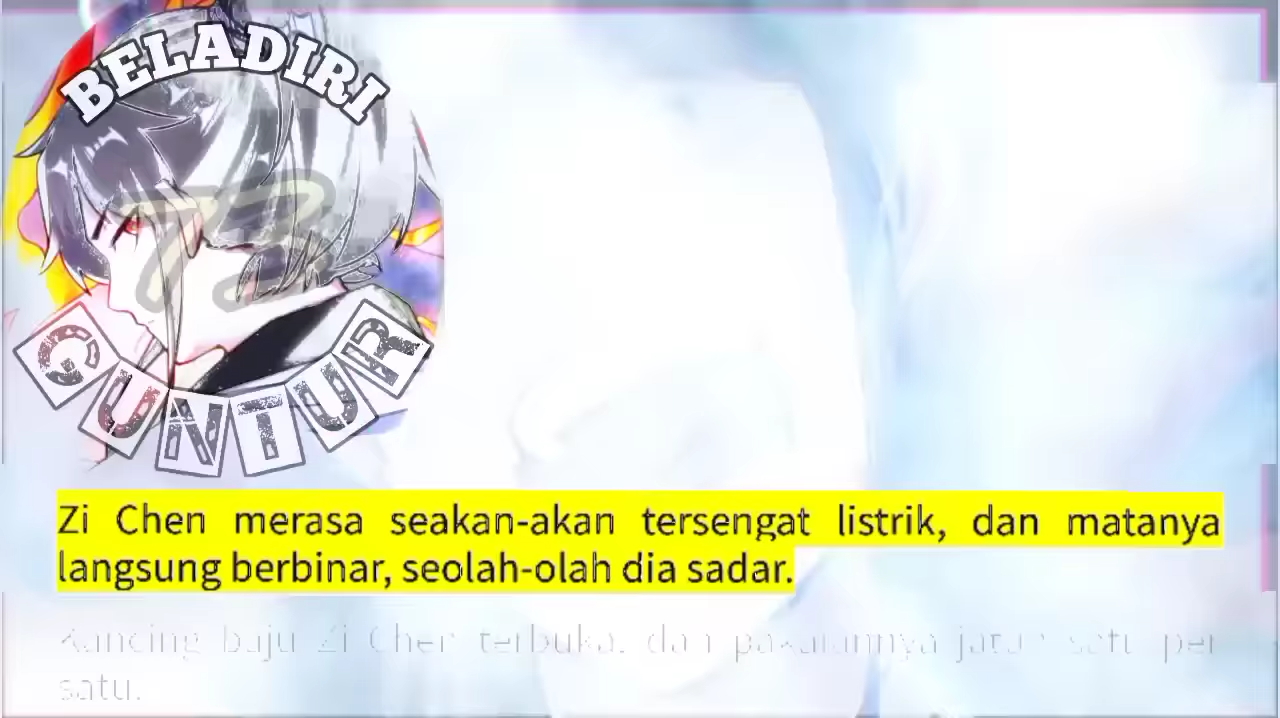 BELADIRI
GUNTUR
Zi Chen merasa seakan-akan tersengat listrik, dan matanya
langsung berbinar, seolah-olah dia sadar.
Kancing baju Zi Chen terbuka, dan pakaiannya jatuh satu per
satu.